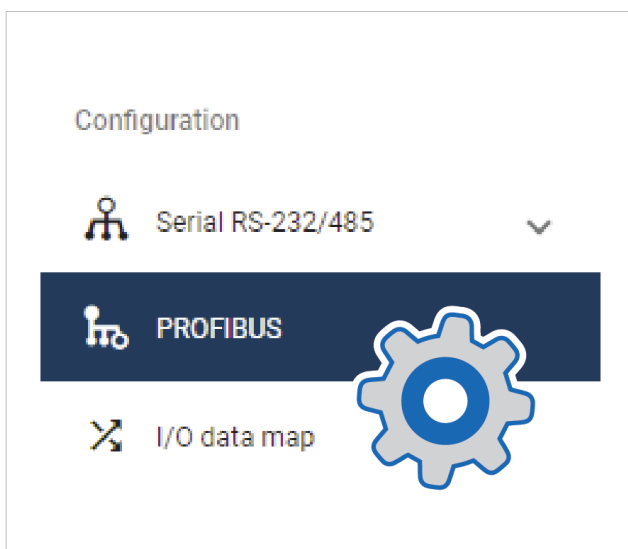 Configuration
Serial RS-232/485
PROFIBUS
I/O data map